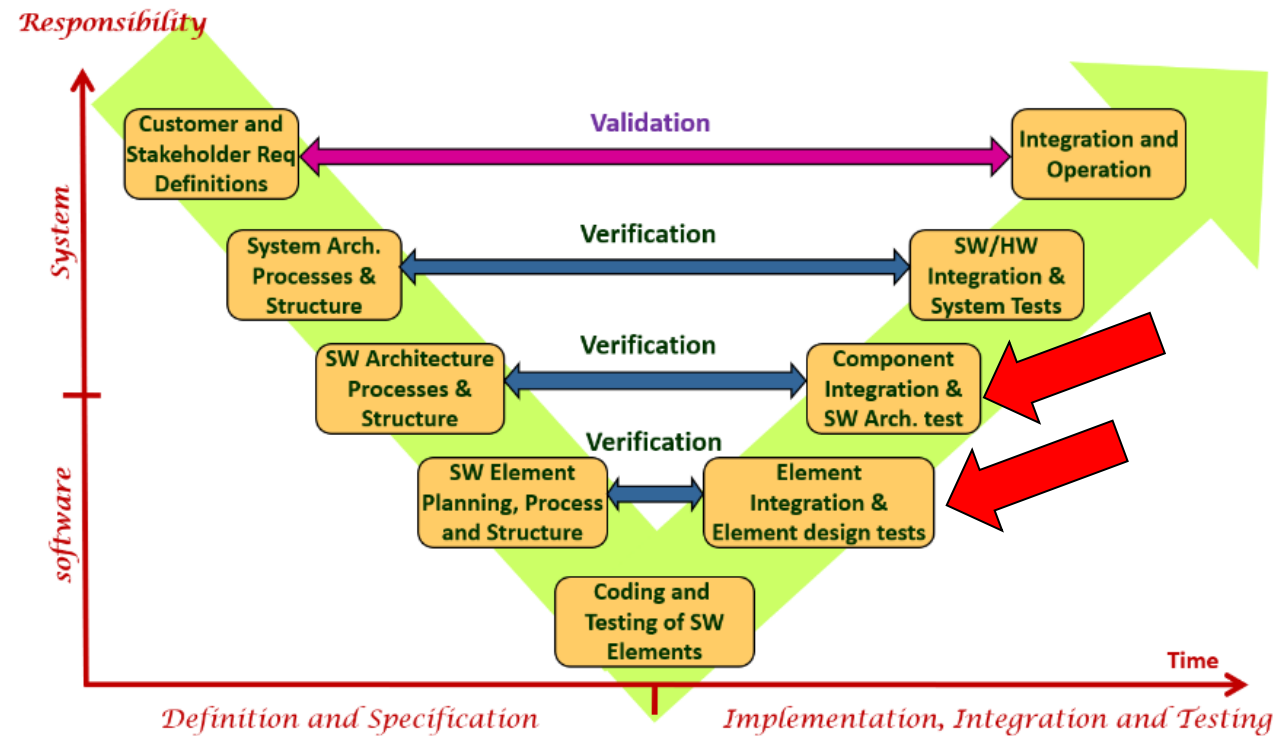 Responsibility
Customer and
Stakeholder Req
Definitions
Validation
Integration and
Operation
System
System Arch.
Processes &
Structure
Verification
SW/HW
Integration &
System Tests
SW Architecture
Processes &
Structure
Verification
Component
Integration &
SW Arch. test
software
SW Element
Planning, Process
and Structure
Verification
Element
Integration &
Element design tests
Coding and
Testing of SW
Elements
Time
Definition and Specification
Implementation, Integration and Testing